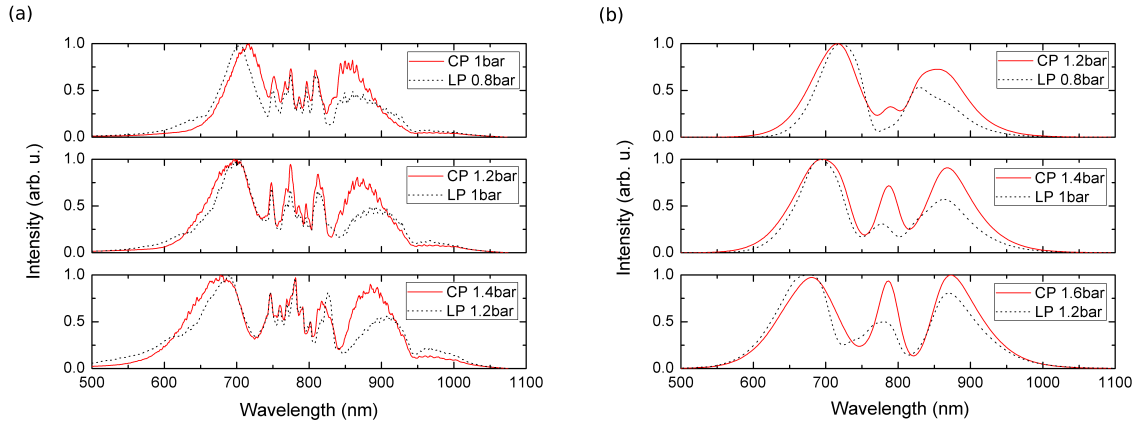 (a)
1.0
0.5
0.0
CP 1bar
LP 0.8bar
1.0
0.5
0.0
CP 1.2bar
LP 1bar
1.0
0.5
0.0
CP 1.4bar
LP 1.2bar
500 600 700 800 900 1000 1100
Wavelength (nm)
Intensity (arb. u.)
(b)
1.0
0.5
0.0
CP 1.2bar
LP 0.8bar
1.0
0.5
0.0
CP 1.4bar
LP 1bar
1.0
0.5
0.0
CP 1.6bar
LP 1.2bar
500 600 700 800 900 1000 1100
Wavelength (nm)
Intensity (arb. u.)